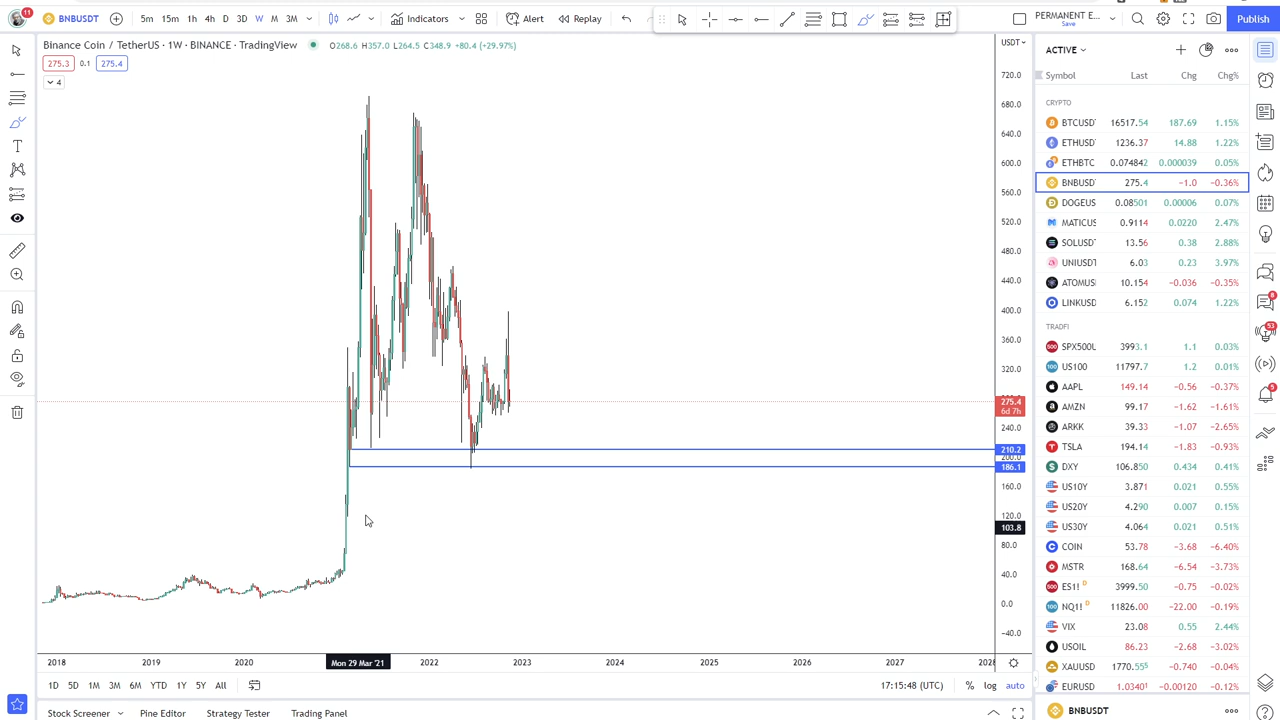 11 BNBUSDT 5m 15m 1h 4h D 3D W M 3M Indicators Alert Replay PERMANENT E... Save Publish
Binance Coin / TetherUS · 1W · BINANCE · TradingView O268.6 H357.0 L264.5 C348.9 +80.4 (+29.97%) USDT
275.3 0.1 275.4
4
720.0
680.0
640.0
600.0
560.0
520.0
480.0
440.0
400.0
360.0
320.0
275.4
6d 7h
240.0
210.2
200.0
186.1
160.0
120.0
103.8
80.0
40.0
0.0
−40.0
2018 2019 2020 Mon 29 Mar '21 2022 2023 2024 2025 2026 2027 2028
1D 5D 1M 3M 6M YTD 1Y 5Y All 17:15:48 (UTC) % log auto
Stock Screener Pine Editor Strategy Tester Trading Panel
ACTIVE
Symbol Last Chg Chg%
CRYPTO
BTCUSD 16517.54 187.69 1.15%
ETHUSD 1236.37 14.88 1.22%
ETHBTC 0.074842 0.000039 0.05%
BNBUSD 275.4 −1.0 −0.36%
DOGEUS 0.08501 0.00006 0.07%
MATICUS 0.9114 0.0220 2.47%
SOLUSDT 13.56 0.38 2.88%
UNIUSDT 6.03 0.23 3.97%
ATOMUS 10.154 −0.036 −0.35%
LINKUSD 6.152 0.074 1.22%
TRADFI
SPX500U 3993.1 1.1 0.03%
US100 11797.7 1.2 0.01%
AAPL 149.14 −0.56 −0.37%
AMZN 99.17 −1.62 −1.61%
ARKK 39.33 −1.07 −2.65%
TSLA 194.14 −1.83 −0.93%
DXY 106.850 0.434 0.41%
US10Y 3.871 0.021 0.55%
US20Y 4.290 0.007 0.15%
US30Y 4.064 0.021 0.51%
COIN 53.78 −3.68 −6.40%
MSTR 168.64 −6.54 −3.73%
ES1! D 3999.50 −0.75 −0.02%
NQ1! D 11826.00 −22.00 −0.19%
VIX 23.08 0.55 2.44%
USOIL 86.23 −2.68 −3.02%
XAUUSD 1770.555 −0.740 −0.04%
EURUSD 1.0340 −0.00120 −0.12%
BNBUSDT
8
53
5